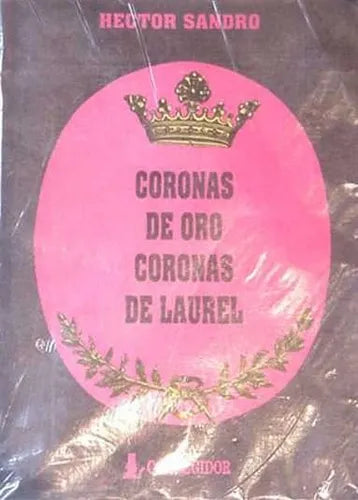 HECTOR SANDRO
CORONAS
DE ORO
CORONAS
DE LAUREL